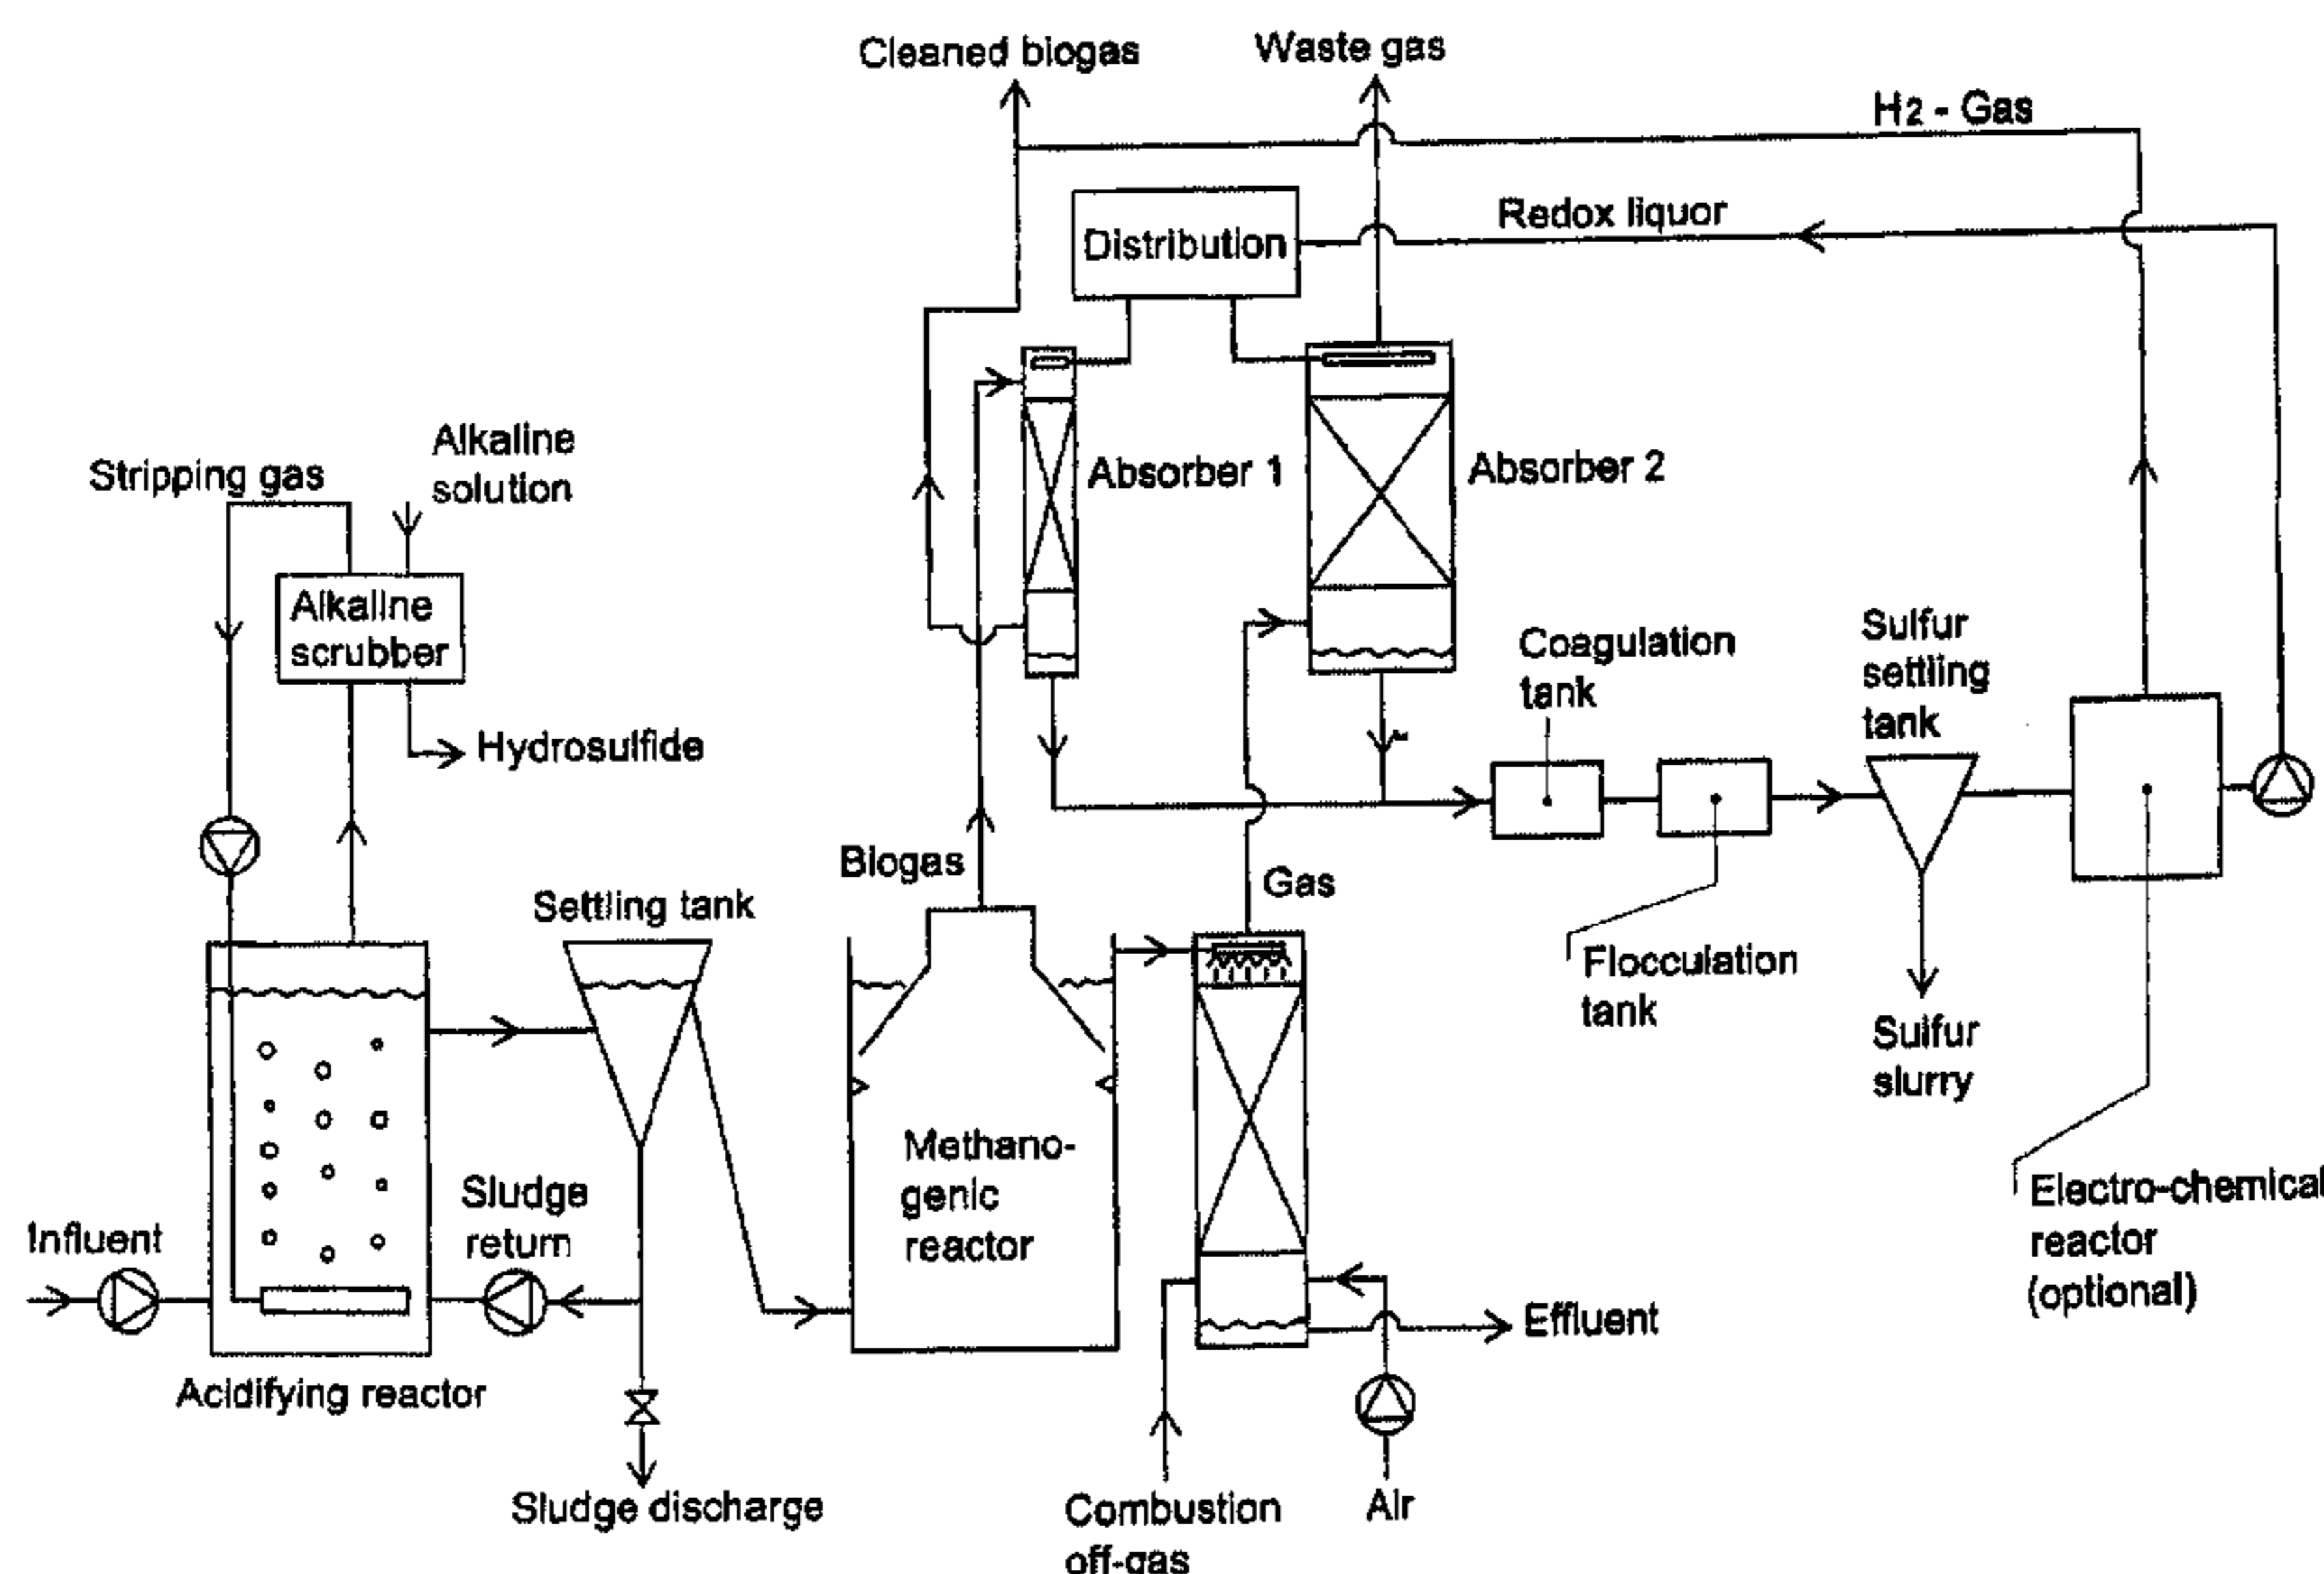 Cleaned biogas
Waste gas
H2 - Gas
Redox liquor
Distribution
Alkaline
solution
Stripping gas
Absorber 1
Absorber 2
Alkaline
scrubber
Hydrosulfide
Coagulation
tank
Sulfur
settling
tank
Biogas
Gas
Settling tank
Flocculation
tank
Sulfur
slurry
Methano-
genic
reactor
Sludge
return
Influent
Electro-chemical
reactor
(optional)
Effluent
Acidifying reactor
Sludge discharge
Combustion
off-gas
Air